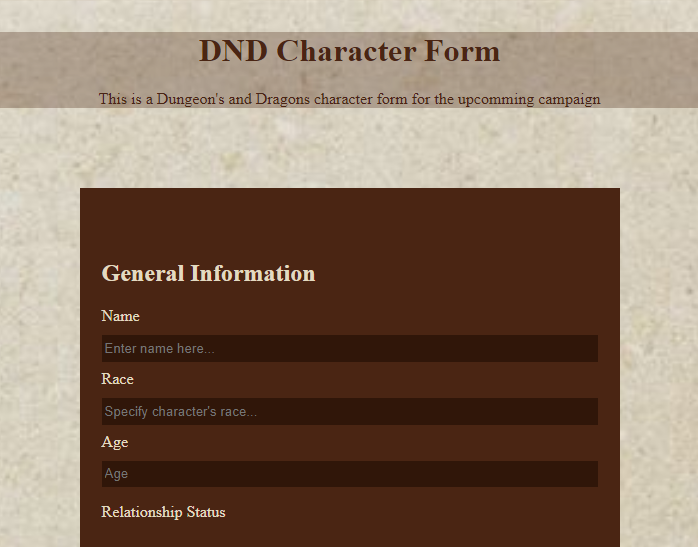 DND Character Form
This is a Dungeon's and Dragons character form for the upcomming campaign
General Information
Name
Enter name here...
Race
Specify character's race...
Age
Age
Relationship Status